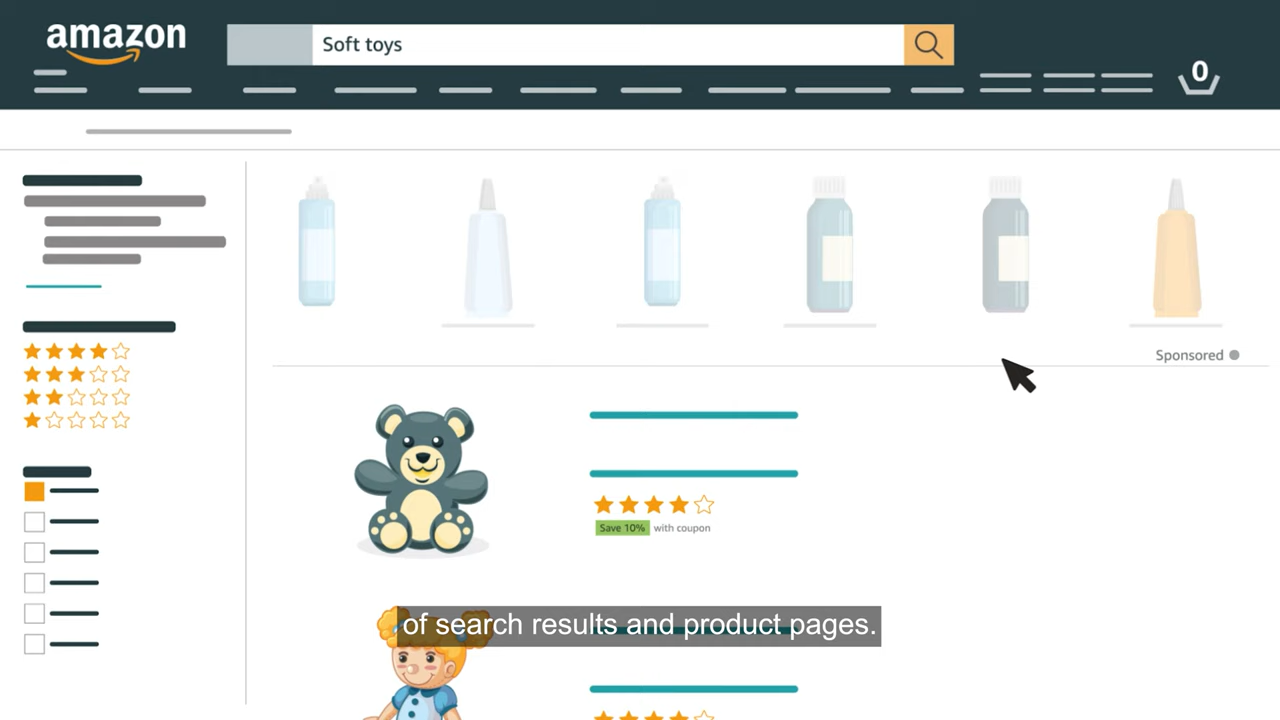 amazon
Soft toys
0
Sponsored
Save 10% with coupon
of search results and product pages.